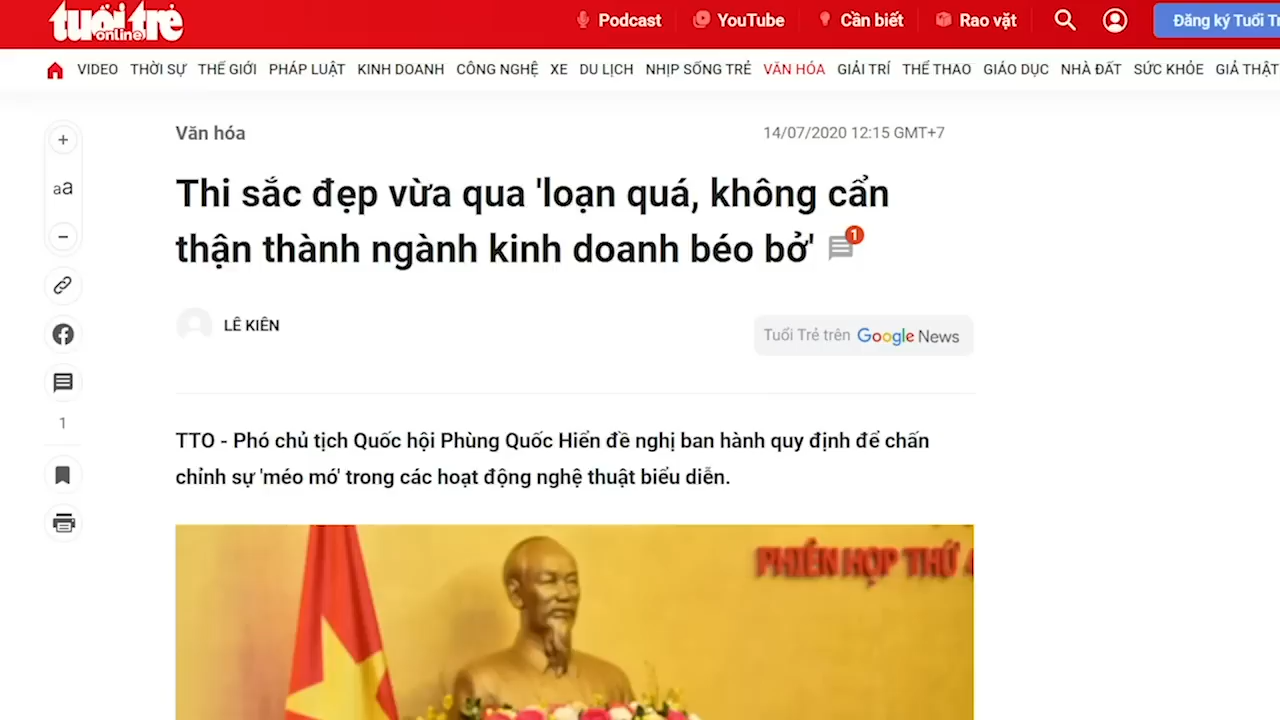 tuổi trẻ
online
Podcast YouTube Cần biết Rao vặt
Đăng ký Tuổi
VIDEO THỜI SỰ THẾ GIỚI PHÁP LUẬT KINH DOANH CÔNG NGHỆ XE DU LỊCH NHỊP SỐNG TRẺ VĂN HÓA GIẢI TRÍ THỂ THAO GIÁO DỤC NHÀ ĐẤT SỨC KHỎE GIẢ THẬT
Văn hóa 14/07/2020 12:15 GMT+7
+
aa
−
Thi sắc đẹp vừa qua 'loạn quá, không cẩn
thận thành ngành kinh doanh béo bở' 1
LÊ KIÊN
Tuổi Trẻ trên Google News
1
TTO - Phó chủ tịch Quốc hội Phùng Quốc Hiển đề nghị ban hành quy định để chấn
chỉnh sự 'méo mó' trong các hoạt động nghệ thuật biểu diễn.
PHIÊN HỌP THỨ